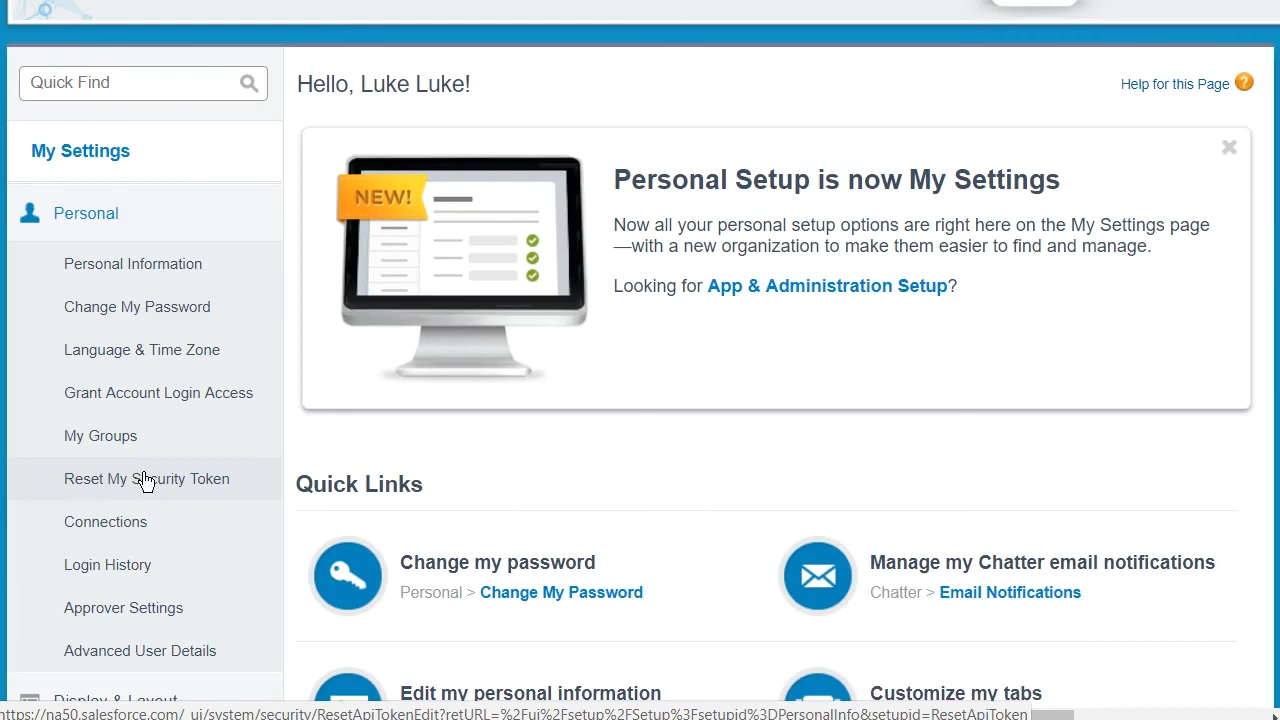 Quick Find
Hello, Luke Luke!
Help for this Page ?
My Settings
Personal
Personal Information
Change My Password
Language & Time Zone
Grant Account Login Access
My Groups
Reset My Security Token
Connections
Login History
Approver Settings
Advanced User Details
Display & Layout
NEW!
Personal Setup is now My Settings
Now all your personal setup options are right here on the My Settings page
—with a new organization to make them easier to find and manage.
Looking for App & Administration Setup?
Quick Links
Change my password
Personal > Change My Password
Manage my Chatter email notifications
Chatter > Email Notifications
Edit my personal information
Customize my tabs
https://na50.salesforce.com/_ui/system/security/ResetApiTokenEdit?retURL=%2Fui%2Fsetup%2FSetup%3Fsetupid%3DPersonalInfo&setupid=ResetApiToken